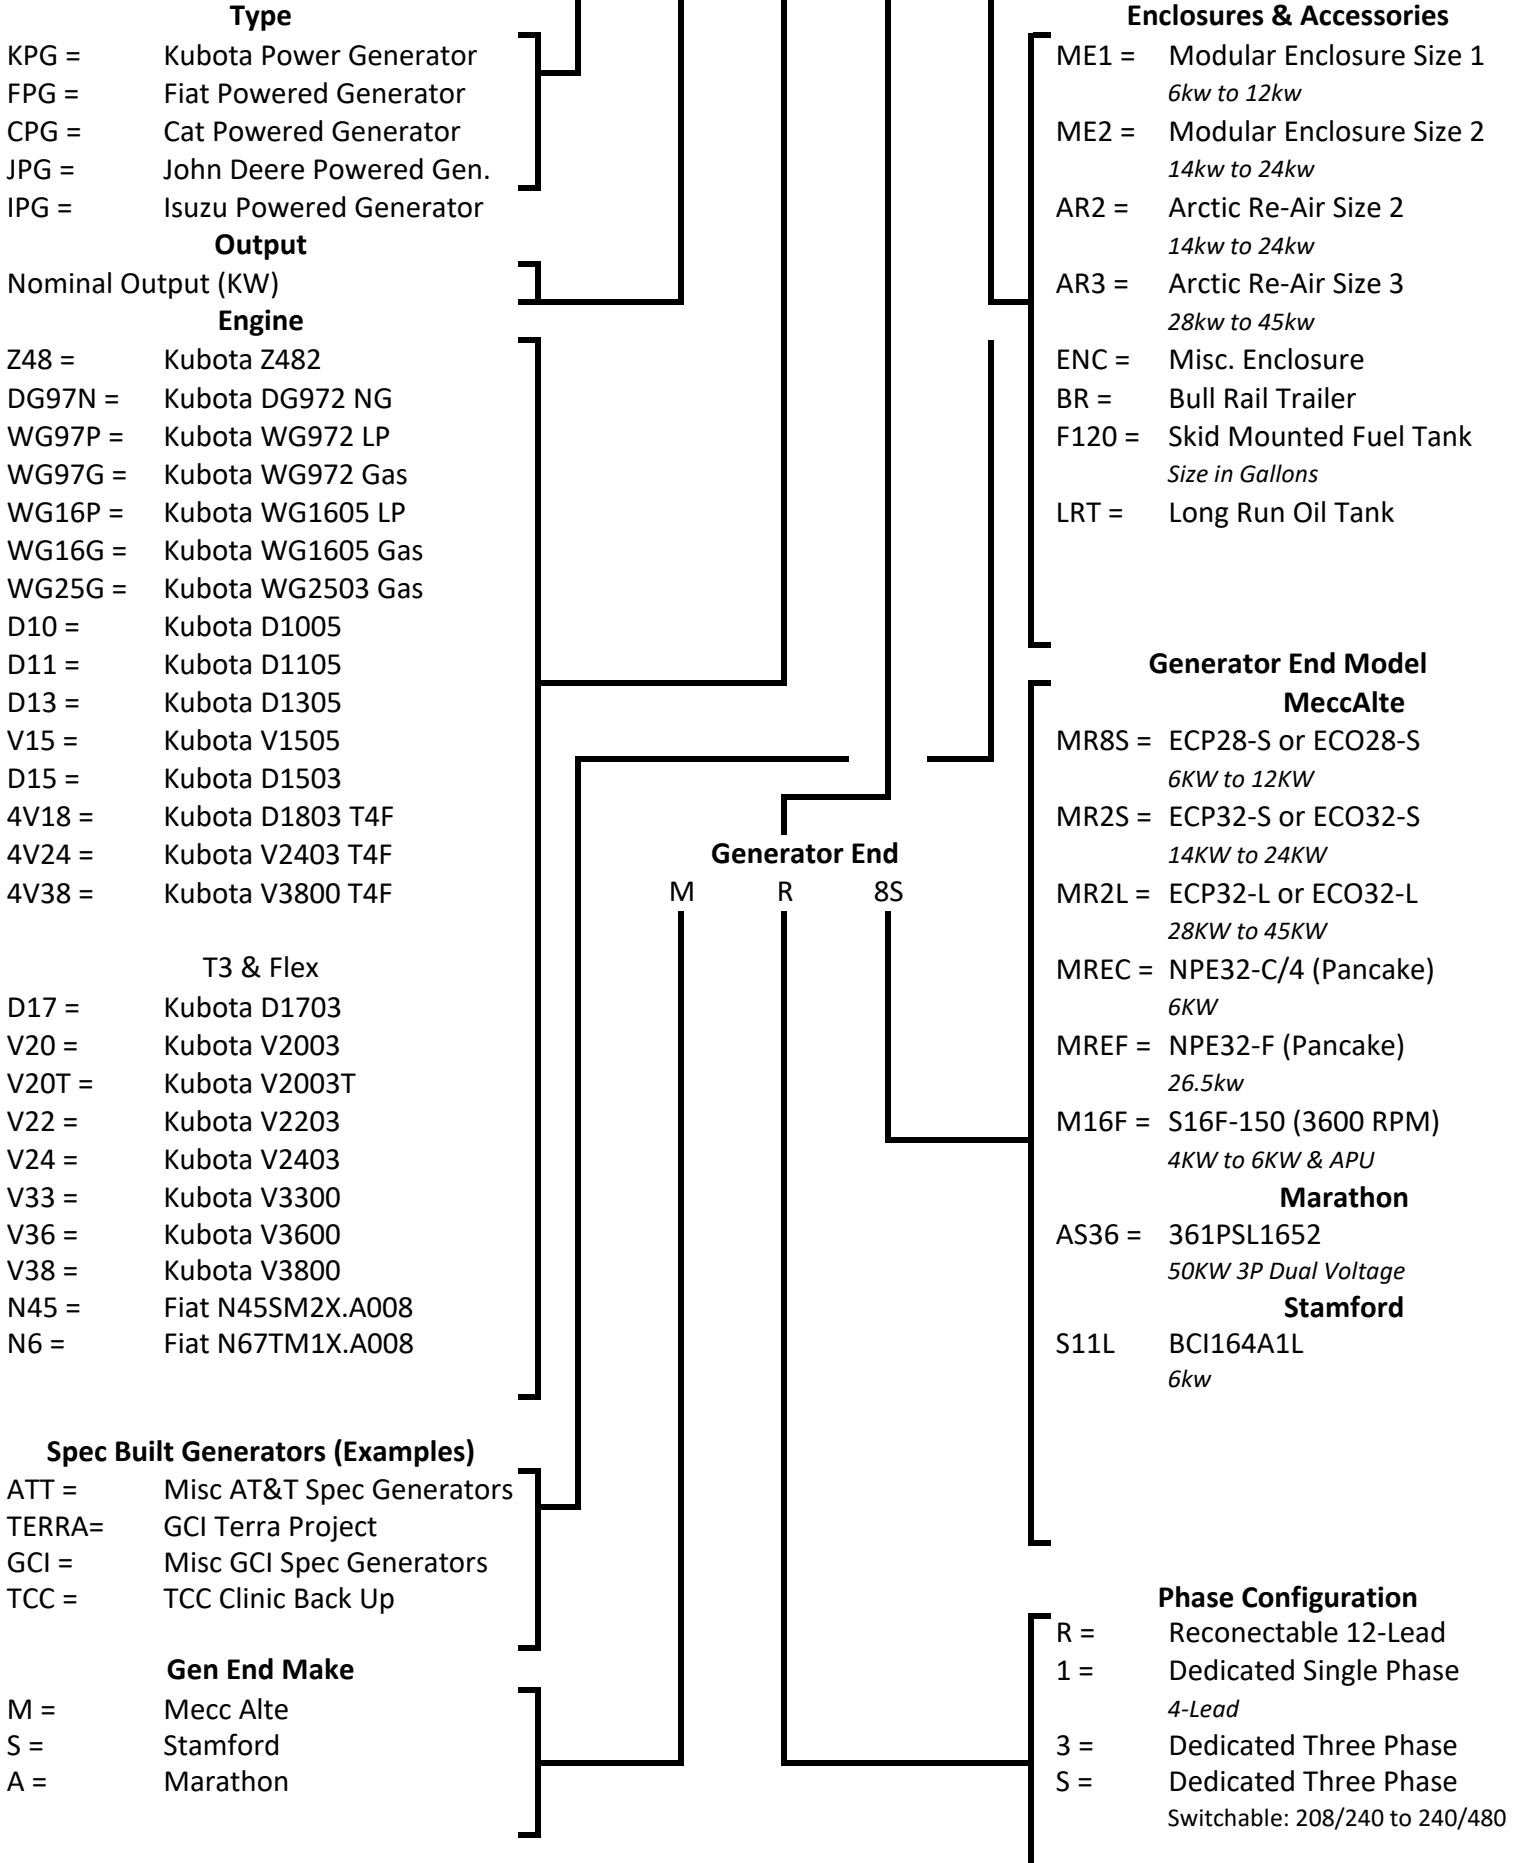 Type
KPG = Kubota Power Generator
FPG = Fiat Powered Generator
CPG = Cat Powered Generator
JPG = John Deere Powered Gen.
IPG = Isuzu Powered Generator
Output
Nominal Output (KW)
Engine
Z48 = Kubota Z482
DG97N = Kubota DG972 NG
WG97P = Kubota WG972 LP
WG97G = Kubota WG972 Gas
WG16P = Kubota WG1605 LP
WG16G = Kubota WG1605 Gas
WG25G = Kubota WG2503 Gas
D10 = Kubota D1005
D11 = Kubota D1105
D13 = Kubota D1305
V15 = Kubota V1505
D15 = Kubota D1503
4V18 = Kubota D1803 T4F
4V24 = Kubota V2403 T4F
4V38 = Kubota V3800 T4F
T3 & Flex
D17 = Kubota D1703
V20 = Kubota V2003
V20T = Kubota V2003T
V22 = Kubota V2203
V24 = Kubota V2403
V33 = Kubota V3300
V36 = Kubota V3600
V38 = Kubota V3800
N45 = Fiat N45SM2X.A008
N6 = Fiat N67TM1X.A008
Spec Built Generators (Examples)
ATT = Misc AT&T Spec Generators
TERRA= GCI Terra Project
GCI = Misc GCI Spec Generators
TCC = TCC Clinic Back Up
Gen End Make
M = Mecc Alte
S = Stamford
A = Marathon
Generator End
M R 8S
Enclosures & Accessories
ME1 = Modular Enclosure Size 1
6kw to 12kw
ME2 = Modular Enclosure Size 2
14kw to 24kw
AR2 = Arctic Re-Air Size 2
14kw to 24kw
AR3 = Arctic Re-Air Size 3
28kw to 45kw
ENC = Misc. Enclosure
BR = Bull Rail Trailer
F120 = Skid Mounted Fuel Tank
Size in Gallons
LRT = Long Run Oil Tank
Generator End Model
MeccAlte
MR8S = ECP28-S or ECO28-S
6KW to 12KW
MR2S = ECP32-S or ECO32-S
14KW to 24KW
MR2L = ECP32-L or ECO32-L
28KW to 45KW
MREC = NPE32-C/4 (Pancake)
6KW
MREF = NPE32-F (Pancake)
26.5kw
M16F = S16F-150 (3600 RPM)
4KW to 6KW & APU
Marathon
AS36 = 361PSL1652
50KW 3P Dual Voltage
Stamford
S11L BCI164A1L
6kw
Phase Configuration
R = Reconectable 12-Lead
1 = Dedicated Single Phase
4-Lead
3 = Dedicated Three Phase
S = Dedicated Three Phase
Switchable: 208/240 to 240/480